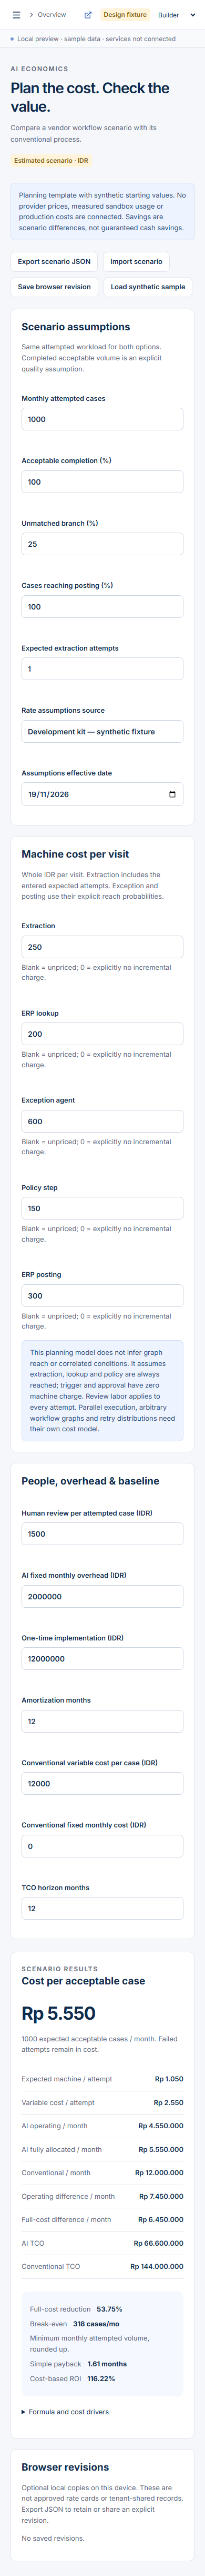 Overview
Design fixture
Builder
Local preview · sample data · services not connected
AI ECONOMICS
Plan the cost. Check the
value.
Compare a vendor workflow scenario with its
conventional process.
Estimated scenario · IDR
Planning template with synthetic starting values. No
provider prices, measured sandbox usage or
production costs are connected. Savings are
scenario differences, not guaranteed cash savings.
Export scenario JSON
Import scenario
Save browser revision
Load synthetic sample
Scenario assumptions
Same attempted workload for both options.
Completed acceptable volume is an explicit
quality assumption.
Monthly attempted cases
1000
Acceptable completion (%)
100
Unmatched branch (%)
25
Cases reaching posting (%)
100
Expected extraction attempts
1
Rate assumptions source
Development kit — synthetic fixture
Assumptions effective date
19/11/2026
Machine cost per visit
Whole IDR per visit. Extraction includes the
entered expected attempts. Exception and
posting use their explicit reach probabilities.
Extraction
250
Blank = unpriced; 0 = explicitly no incremental
charge.
ERP lookup
200
Blank = unpriced; 0 = explicitly no incremental
charge.
Exception agent
600
Blank = unpriced; 0 = explicitly no incremental
charge.
Policy step
150
Blank = unpriced; 0 = explicitly no incremental
charge.
ERP posting
300
Blank = unpriced; 0 = explicitly no incremental
charge.
This planning model does not infer graph
reach or correlated conditions. It assumes
extraction, lookup and policy are always
reached; trigger and approval have zero
machine charge. Review labor applies to
every attempt. Parallel execution, arbitrary
workflow graphs and retry distributions need
their own cost model.
People, overhead & baseline
Human review per attempted case (IDR)
1500
AI fixed monthly overhead (IDR)
2000000
One-time implementation (IDR)
12000000
Amortization months
12
Conventional variable cost per case (IDR)
12000
Conventional fixed monthly cost (IDR)
0
TCO horizon months
12
SCENARIO RESULTS
Cost per acceptable case
Rp 5.550
1000 expected acceptable cases / month. Failed
attempts remain in cost.
Expected machine / attempt Rp 1.050
Variable cost / attempt Rp 2.550
AI operating / month Rp 4.550.000
AI fully allocated / month Rp 5.550.000
Conventional / month Rp 12.000.000
Operating difference / month Rp 7.450.000
Full-cost difference / month Rp 6.450.000
AI TCO Rp 66.600.000
Conventional TCO Rp 144.000.000
Full-cost reduction 53.75%
Break-even 318 cases/mo
Minimum monthly attempted volume,
rounded up.
Simple payback 1.61 months
Cost-based ROI 116.22%
Formula and cost drivers
Browser revisions
Optional local copies on this device. These are
not approved rate cards or tenant-shared records.
Export JSON to retain or share an explicit
revision.
No saved revisions.